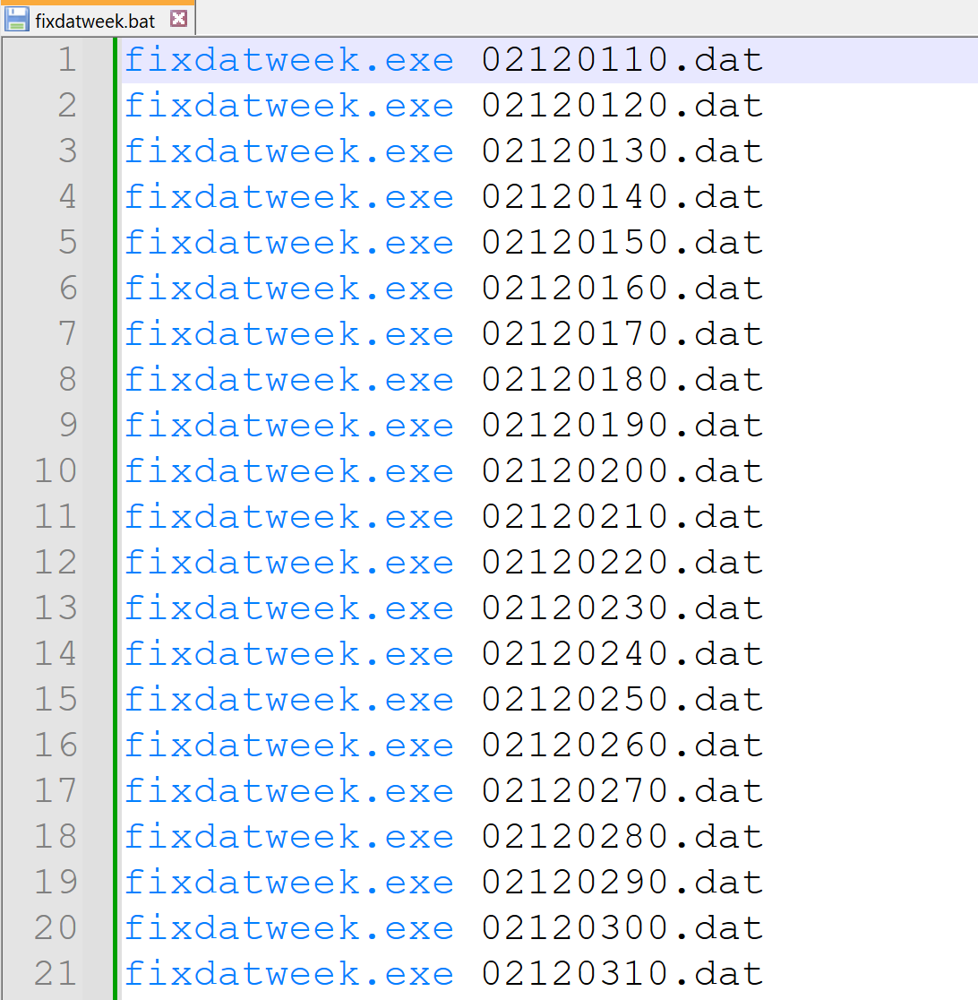 fixdatweek.bat
1 fixdatweek.exe 02120110.dat
2 fixdatweek.exe 02120120.dat
3 fixdatweek.exe 02120130.dat
4 fixdatweek.exe 02120140.dat
5 fixdatweek.exe 02120150.dat
6 fixdatweek.exe 02120160.dat
7 fixdatweek.exe 02120170.dat
8 fixdatweek.exe 02120180.dat
9 fixdatweek.exe 02120190.dat
10 fixdatweek.exe 02120200.dat
11 fixdatweek.exe 02120210.dat
12 fixdatweek.exe 02120220.dat
13 fixdatweek.exe 02120230.dat
14 fixdatweek.exe 02120240.dat
15 fixdatweek.exe 02120250.dat
16 fixdatweek.exe 02120260.dat
17 fixdatweek.exe 02120270.dat
18 fixdatweek.exe 02120280.dat
19 fixdatweek.exe 02120290.dat
20 fixdatweek.exe 02120300.dat
21 fixdatweek.exe 02120310.dat